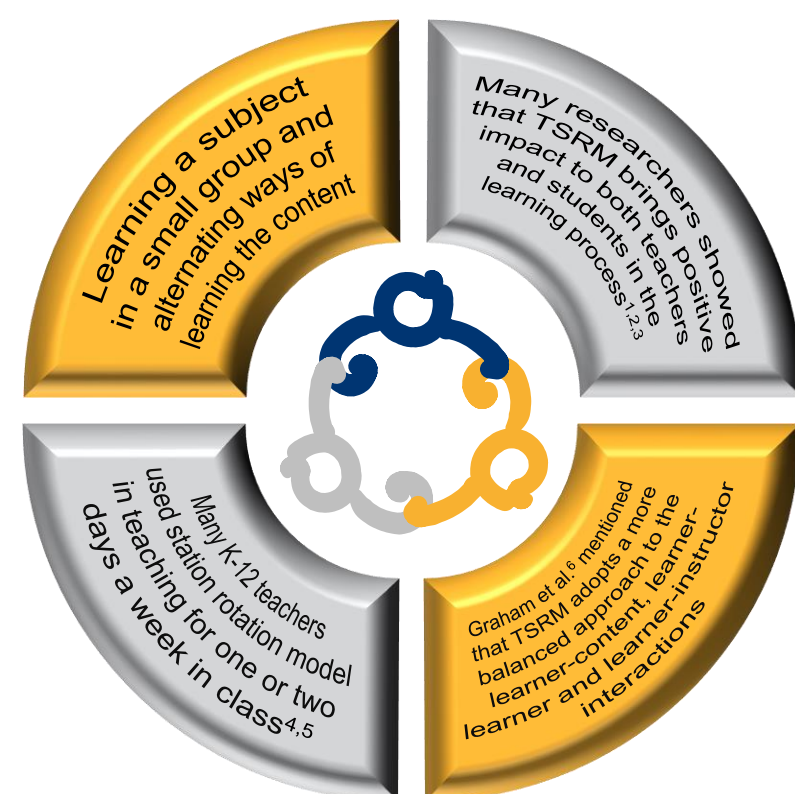 Learning a subject
in a small group and
alternating ways of
learning the content
Many researchers showed
that TSRM brings positive
impact to both teachers
and students in the
learning process1,2,3
Many K-12 teachers
used station rotation model
in teaching for one or two
days a week in class4,5
Graham et al.6 mentioned
that TSRM adopts a more
balanced approach to the
learner-content, learner-
learner and learner-instructor
interactions